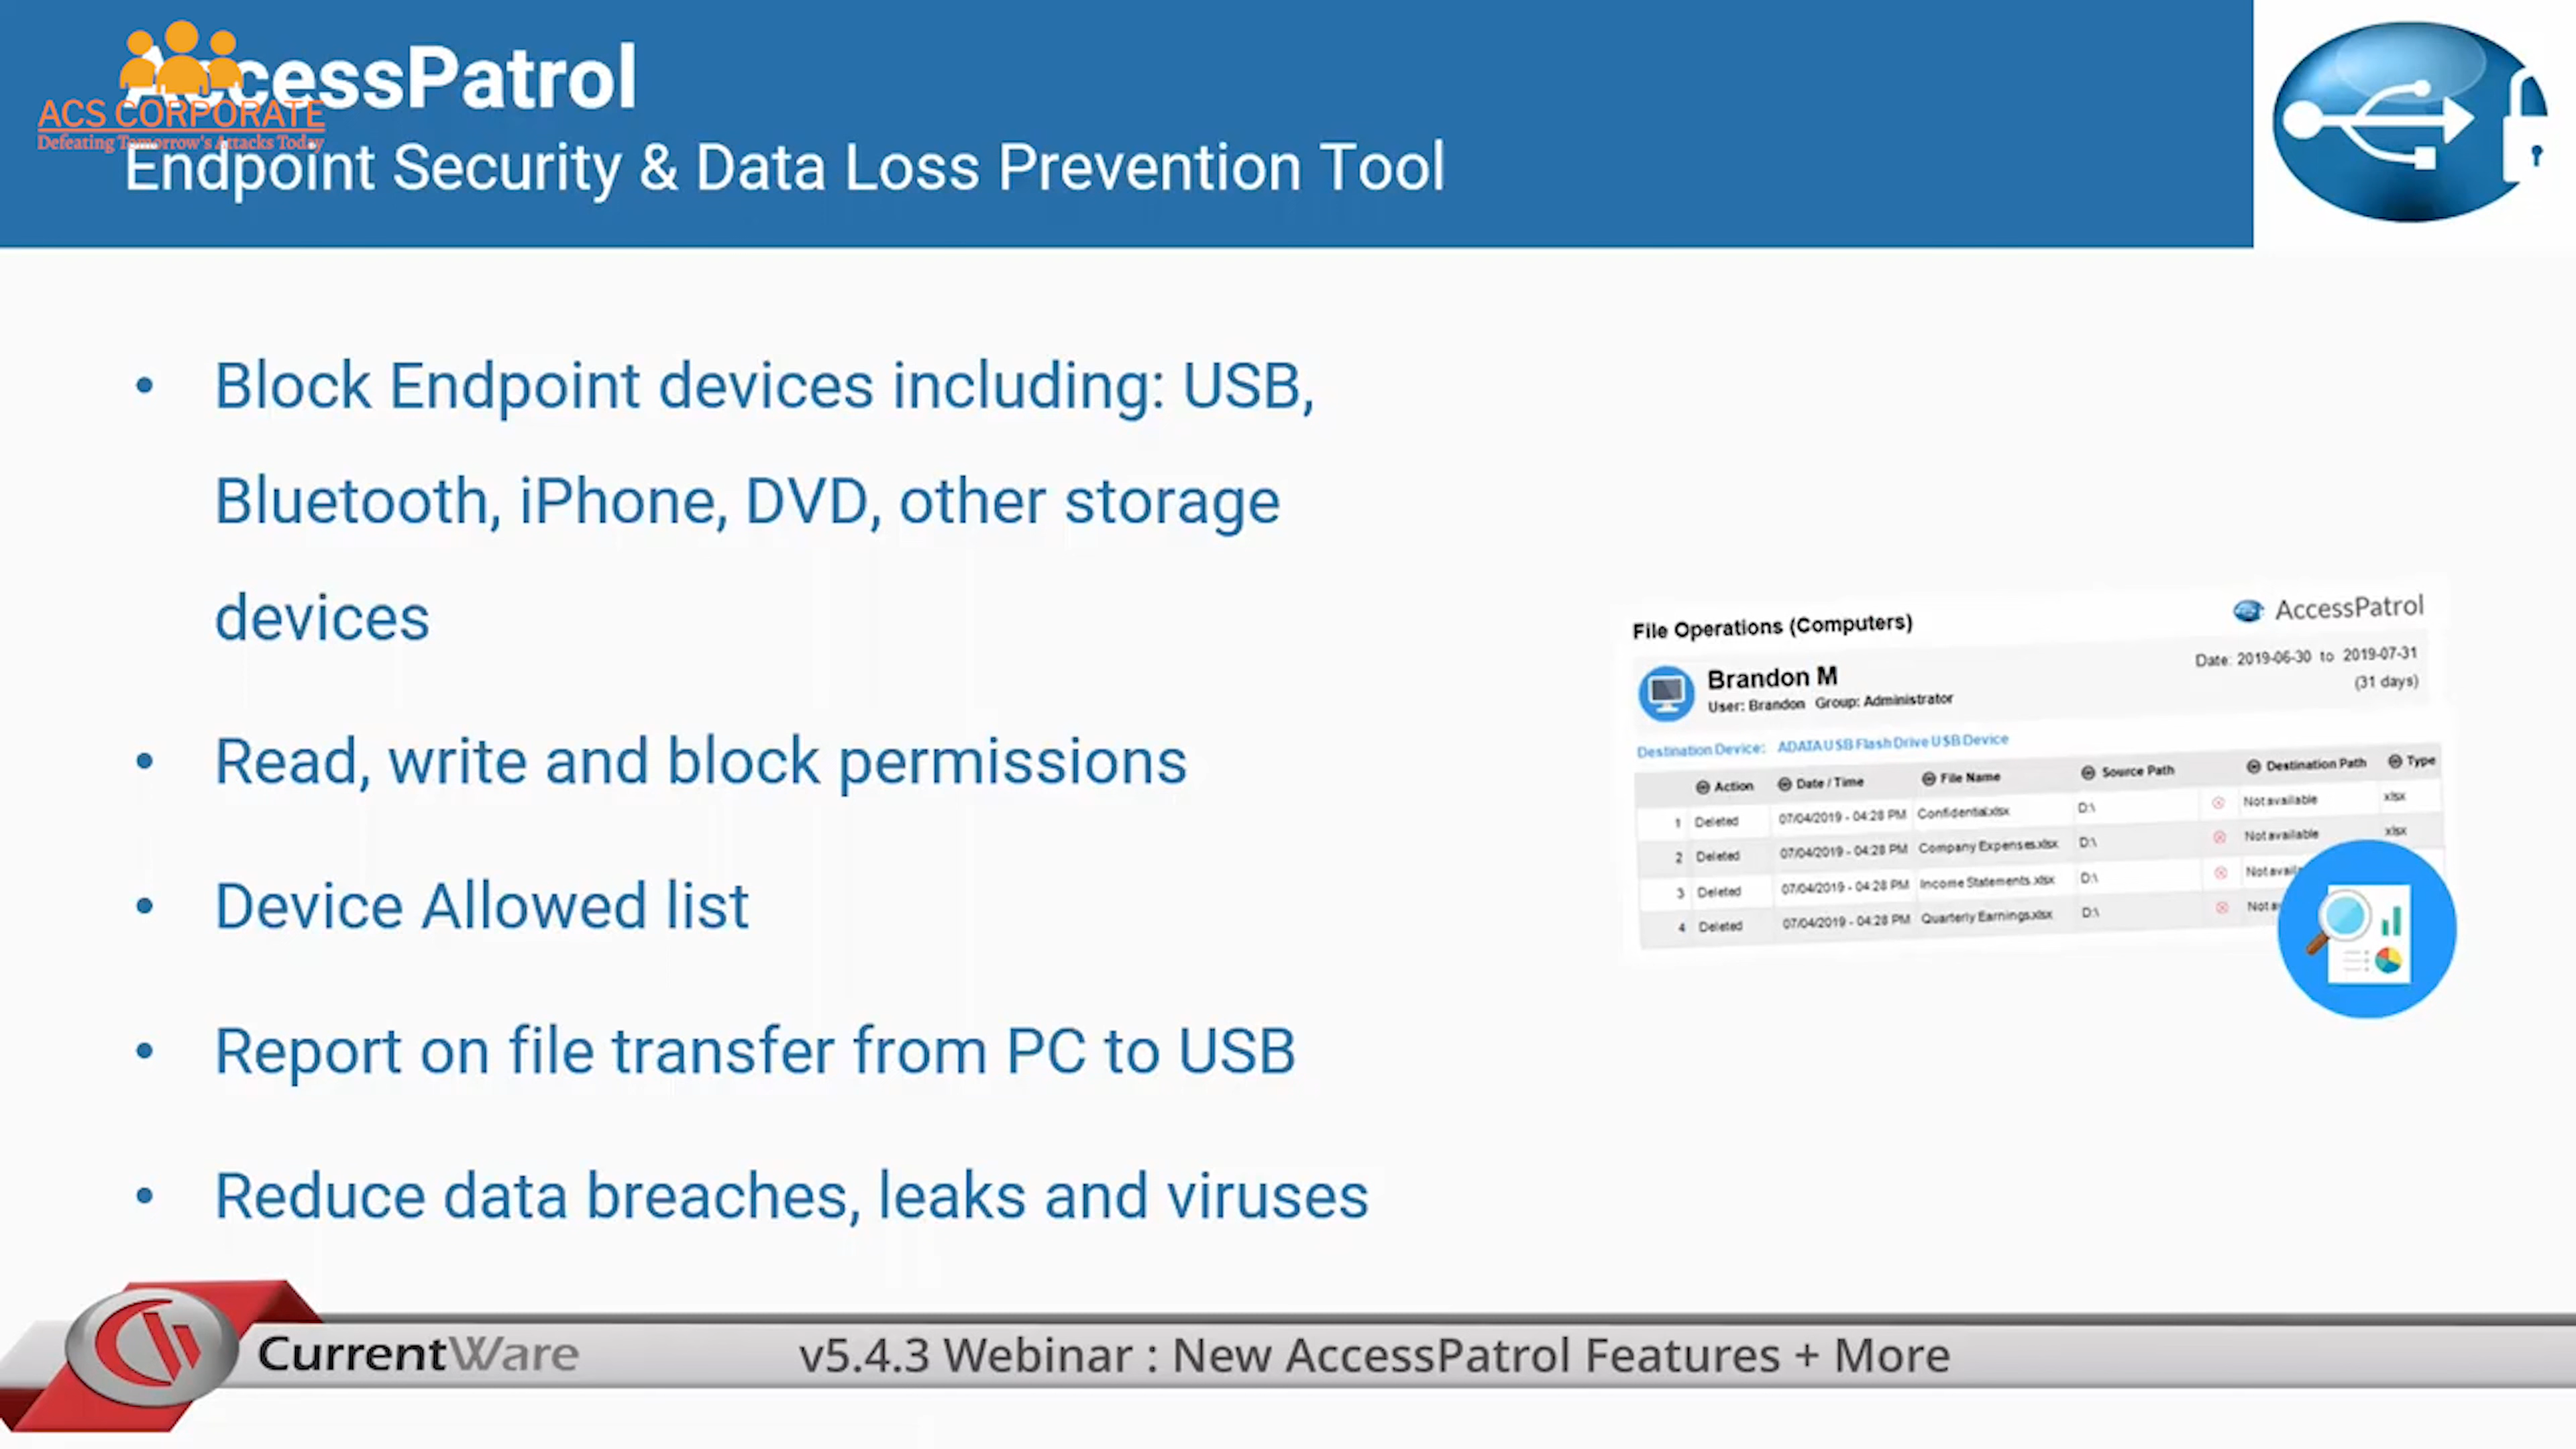 AccessPatrol
ACS CORPORATE
Defeating Tomorrow's Attacks Today
Endpoint Security & Data Loss Prevention Tool
• Block Endpoint devices including: USB,
Bluetooth, iPhone, DVD, other storage
devices
• Read, write and block permissions
• Device Allowed list
• Report on file transfer from PC to USB
• Reduce data breaches, leaks and viruses
File Operations (Computers)
AccessPatrol
Brandon M
User: Brandon Group: Administrator
Date: 2019-06-30 to 2019-07-31
(31 days)
Destination Device: ADATA USB Flash Drive USB Device
Action Date / Time File Name Source Path Destination Path Type
1 Deleted 07/04/2019 - 04:28 PM Confidential.xlsx D:\ Not available xlsx
2 Deleted 07/04/2019 - 04:28 PM Company Expenses.xlsx D:\ Not available xlsx
3 Deleted 07/04/2019 - 04:28 PM Income Statements.xlsx D:\ Not
4 Deleted 07/04/2019 - 04:28 PM Quarterly Earnings.xlsx D:\ Not
CurrentWare
v5.4.3 Webinar : New AccessPatrol Features + More